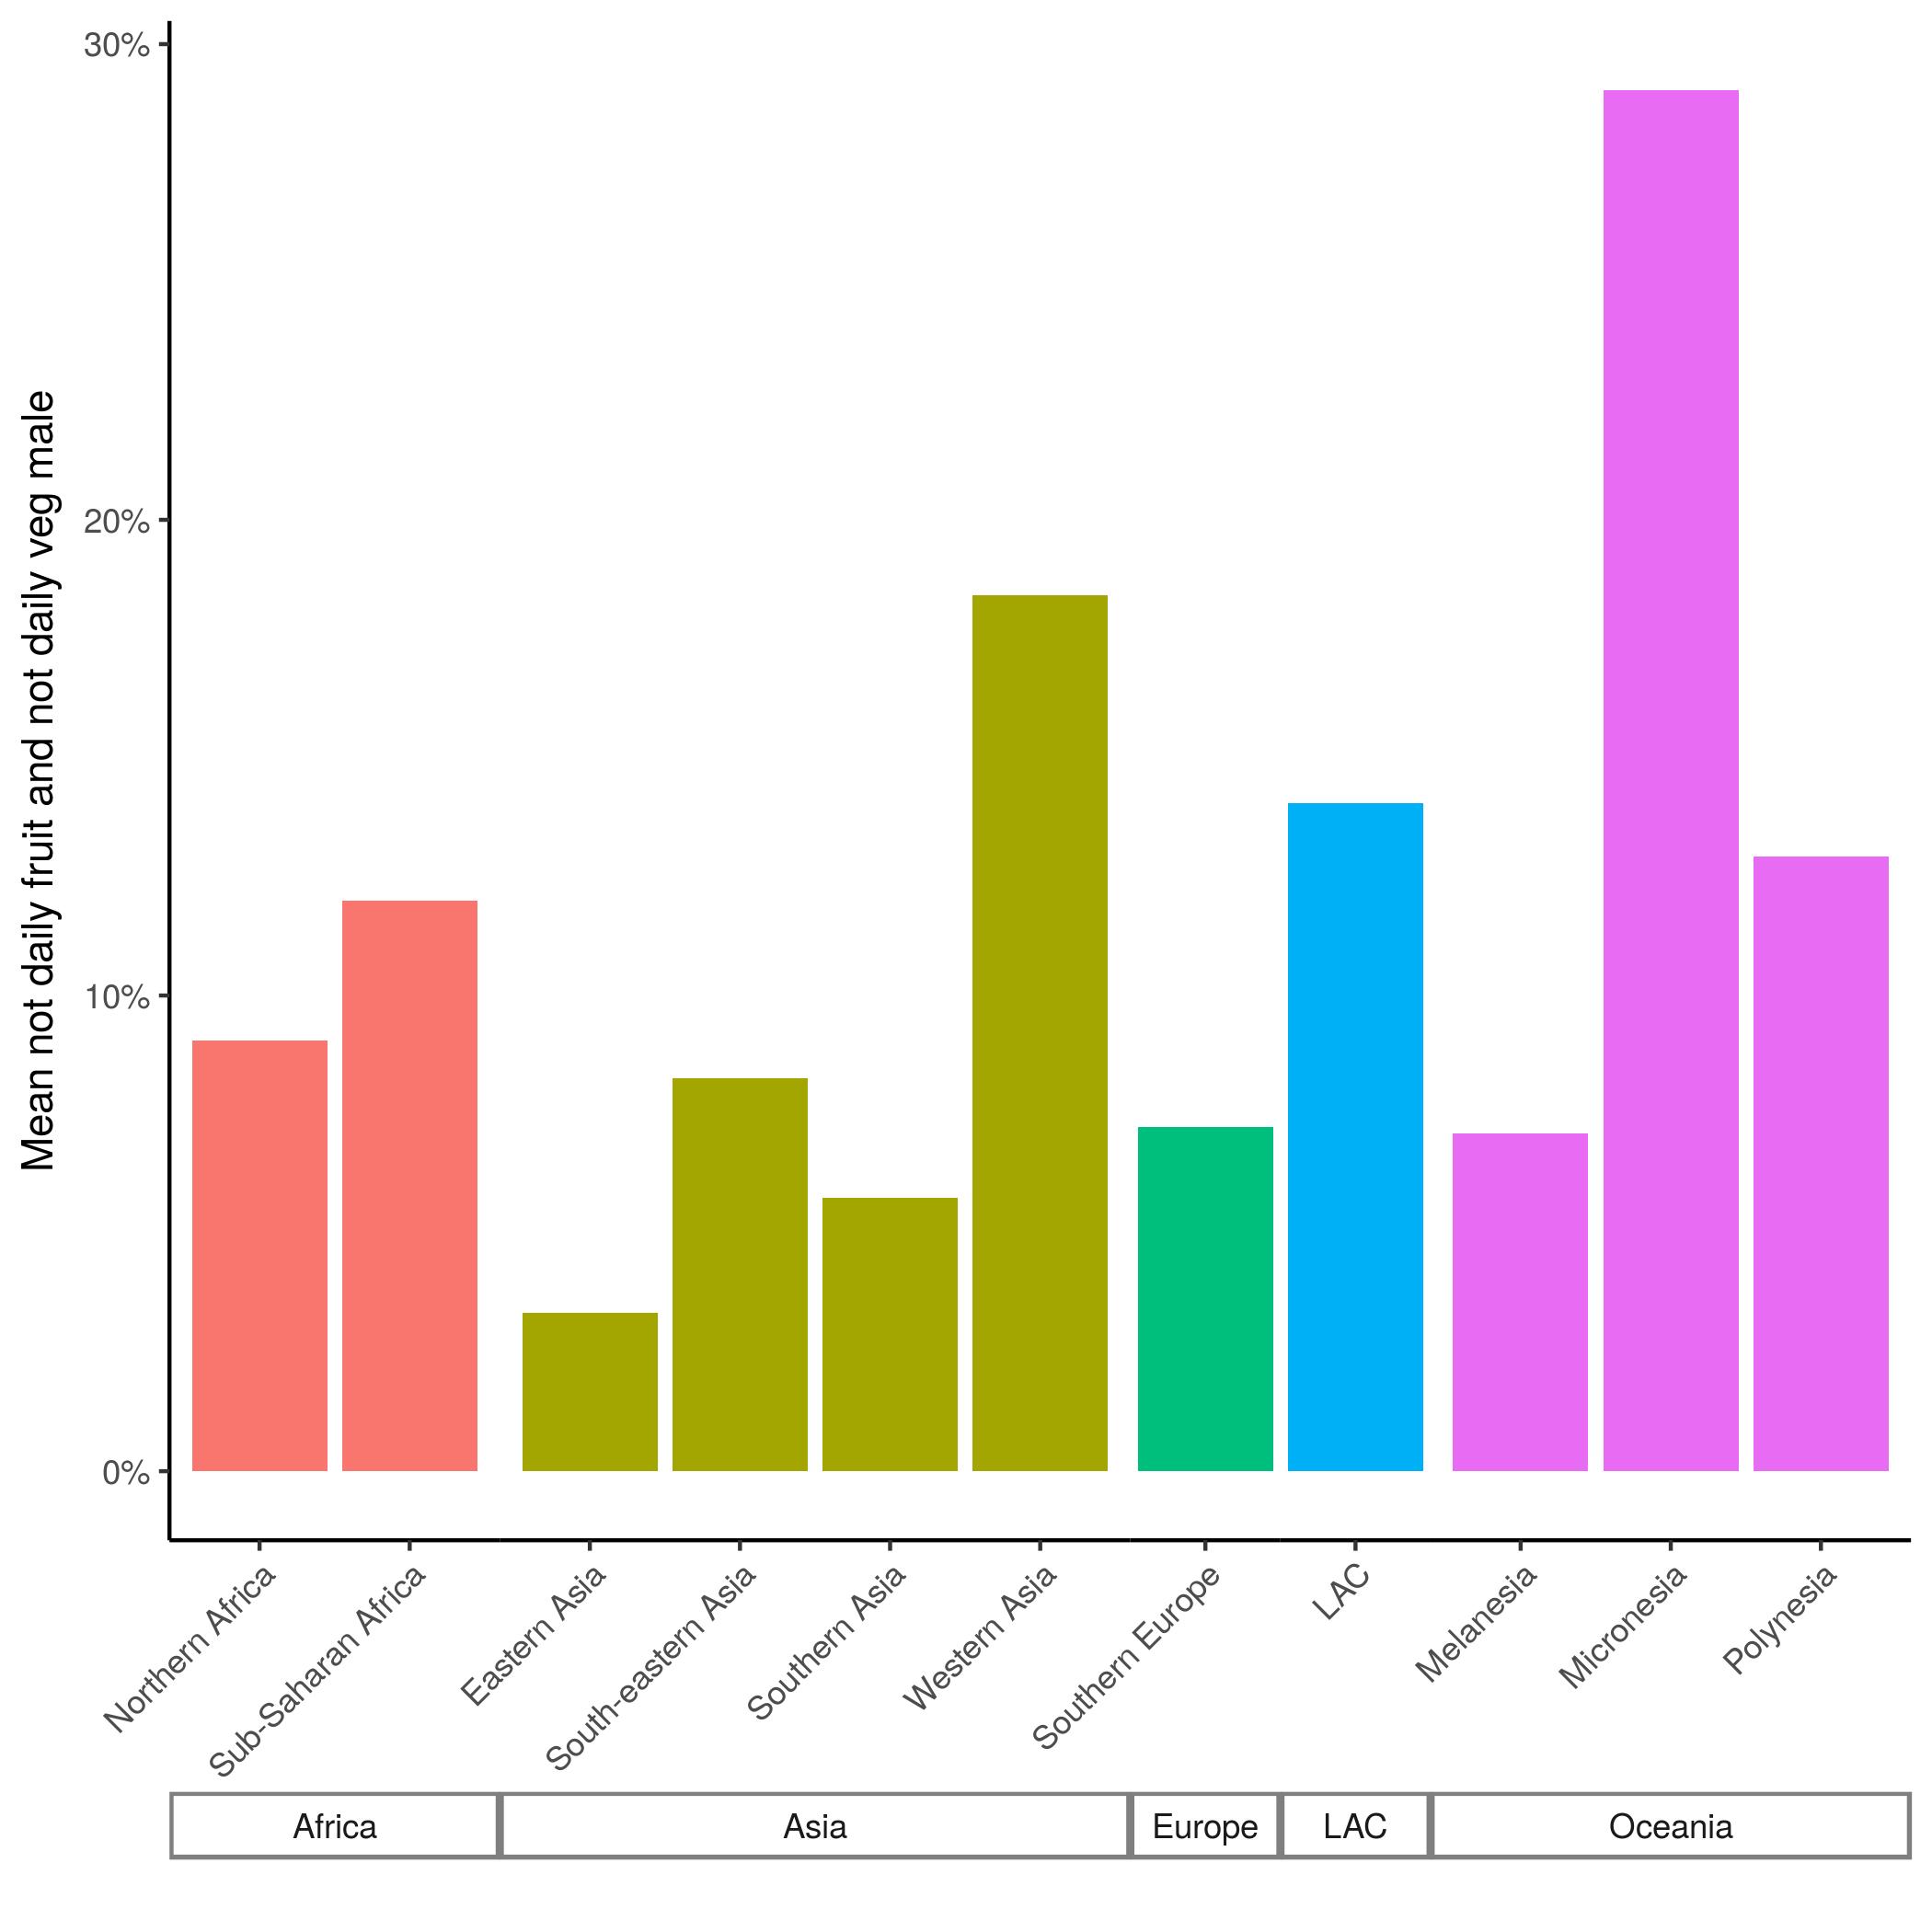 Mean not daily fruit and not daily veg male
30%
20%
10%
0%
Northern Africa
Sub-Saharan Africa
Eastern Asia
South-eastern Asia
Southern Asia
Western Asia
Southern Europe
LAC
Melanesia
Micronesia
Polynesia
Africa
Asia
Europe
LAC
Oceania